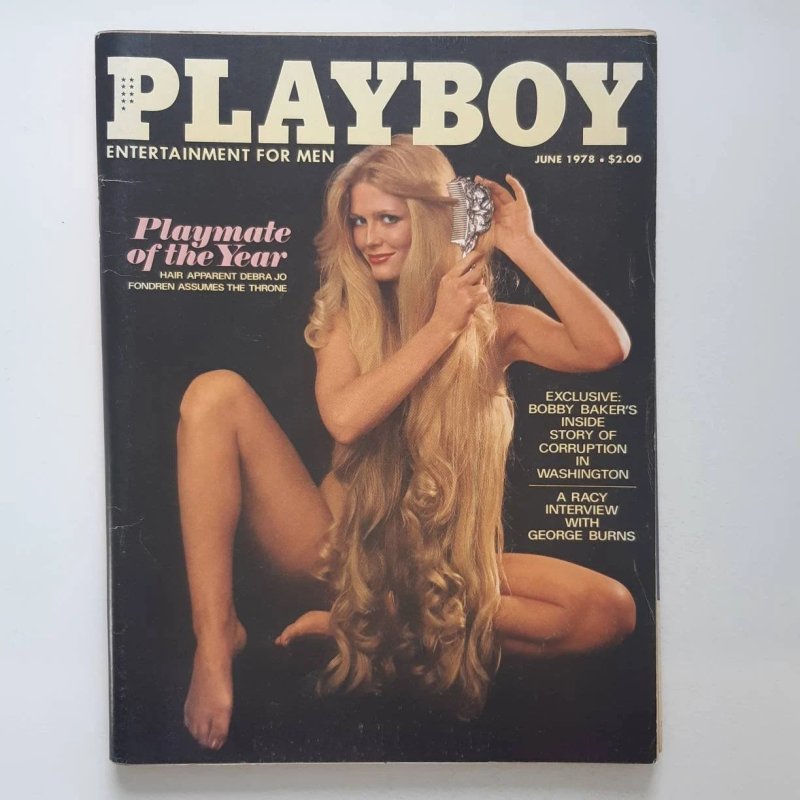 PLAYBOY
ENTERTAINMENT FOR MEN
JUNE 1978 • $2.00
Playmate
of the Year
HAIR APPARENT DEBRA JO
FONDREN ASSUMES THE THRONE
EXCLUSIVE:
BOBBY BAKER'S
INSIDE
STORY OF
CORRUPTION
IN
WASHINGTON
A RACY
INTERVIEW
WITH
GEORGE BURNS